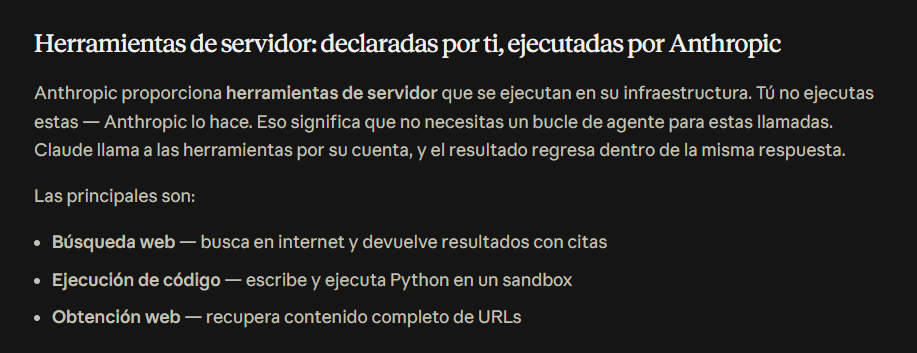 Herramientas de servidor: declaradas por ti, ejecutadas por Anthropic
Anthropic proporciona herramientas de servidor que se ejecutan en su infraestructura. Tú no ejecutas
estas — Anthropic lo hace. Eso significa que no necesitas un bucle de agente para estas llamadas.
Claude llama a las herramientas por su cuenta, y el resultado regresa dentro de la misma respuesta.
Las principales son:
• Búsqueda web — busca en internet y devuelve resultados con citas
• Ejecución de código — escribe y ejecuta Python en un sandbox
• Obtención web — recupera contenido completo de URLs